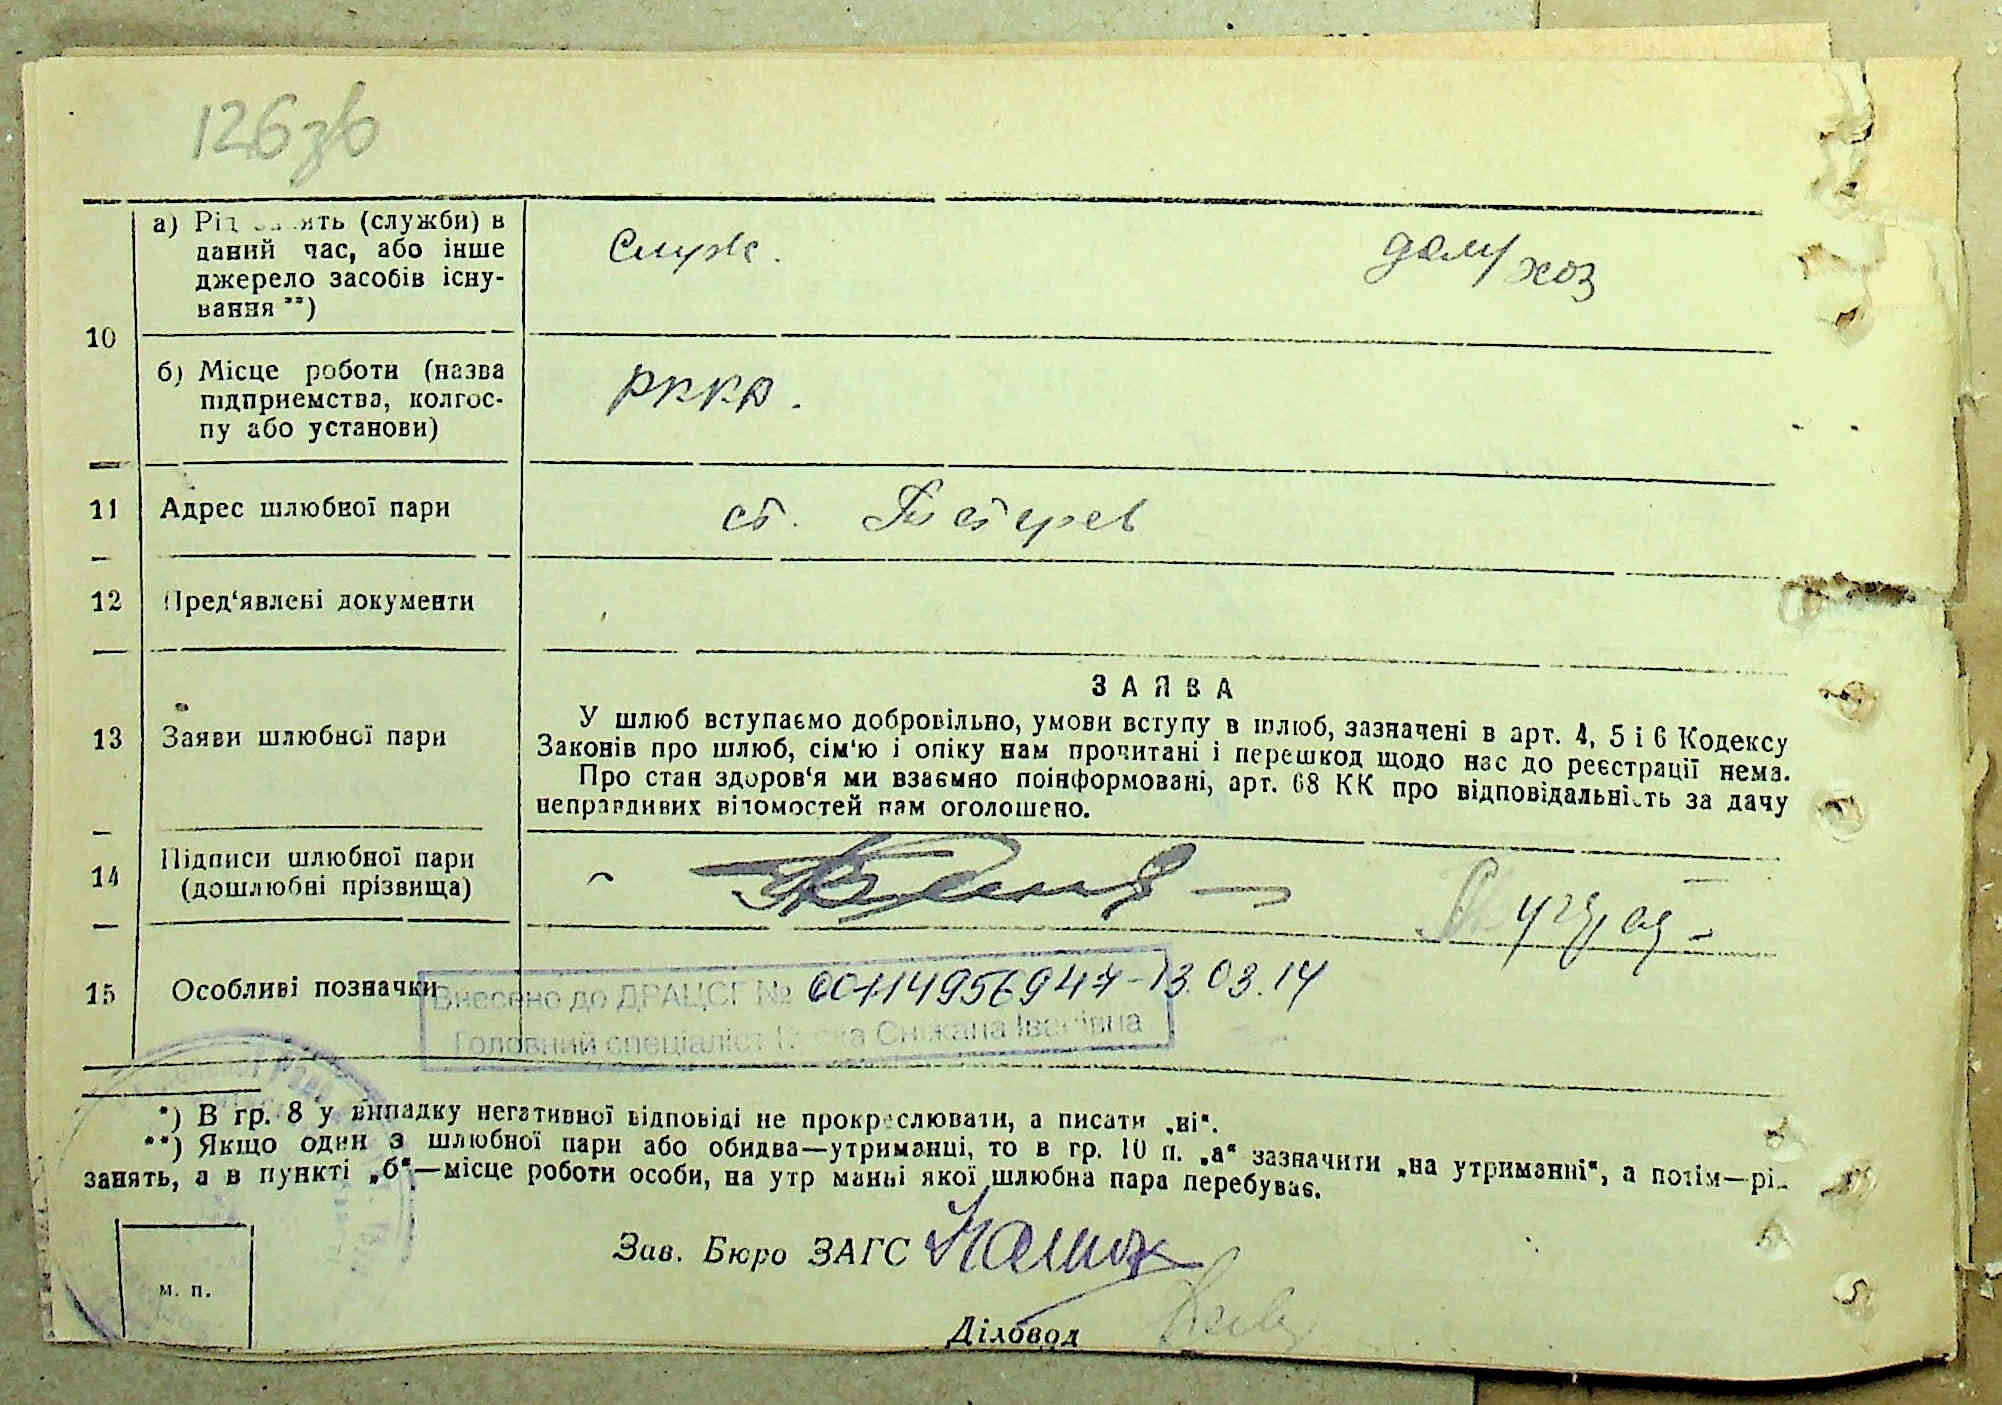 126зв
а) Рід занять (служби) в
даний час, або інше
джерело засобів існу-
вання **)
Служ.
дом/хоз
10
б) Місце роботи (назва
підприємства, колгос-
пу або установи)
РККА.
11 Адрес шлюбної пари
ст. Тетерев
12 Пред‘явлені документи
ЗАЯВА
У шлюб вступаємо добровільно, умови вступу в шлюб, зазначені в арт. 4, 5 і 6 Кодексу
Законів про шлюб, сім‘ю і опіку нам прочитані і перешкод щодо нас до реєстрації нема.
Про стан здоров‘я ми взаємно поінформовані, арт. 68 КК про відповідальність за дачу
неправдивих відомостей нам оголошено.
13 Заяви шлюбної пари
14 Підписи шлюбної пари
(дошлюбні прізвища)
15 Особливі позначки
Внесено до ДРАЦСГ № 00114956947-13.03.14
Головний спеціаліст Сніжана Іванівна
*) В гр. 8 у випадку негативної відповіді не прокреслювати, а писати „ні“.
**) Якщо один з шлюбної пари або обидва—утриманці, то в гр. 10 п. „а“ зазначити „на утриманні“, а потім—рід
занять, а в пункті „б“—місце роботи особи, на утриманні якої шлюбна пара перебуває.
Зав. Бюро ЗАГС
м. п.
Діловод